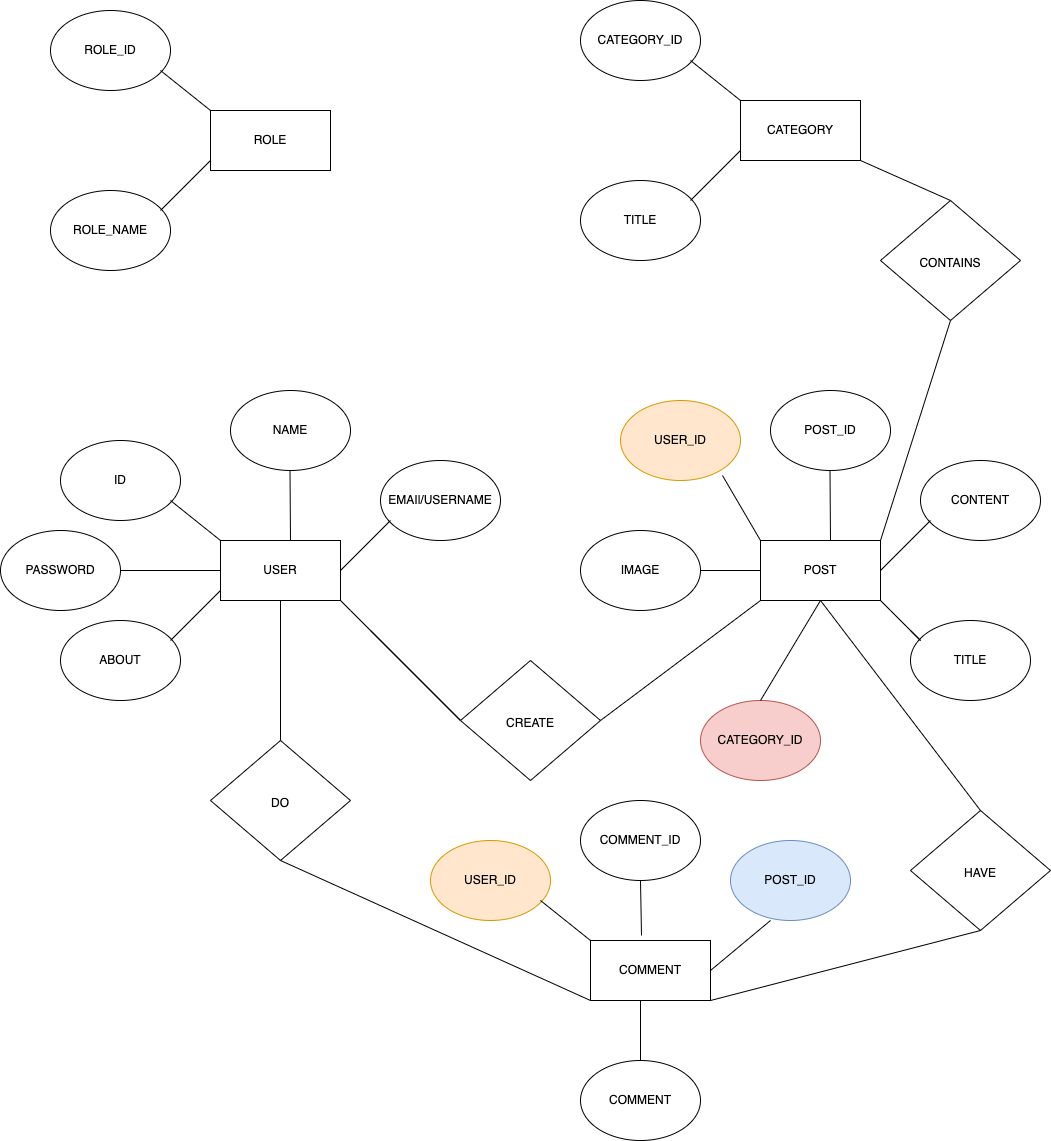 CATEGORY_ID
ROLE_ID
CATEGORY
ROLE
TITLE
ROLE_NAME
CONTAINS
NAME
POST_ID
USER_ID
ID
EMAIl/USERNAME
CONTENT
PASSWORD
USER
IMAGE
POST
ABOUT
TITLE
CREATE
CATEGORY_ID
DO
COMMENT_ID
HAVE
USER_ID
POST_ID
COMMENT
COMMENT